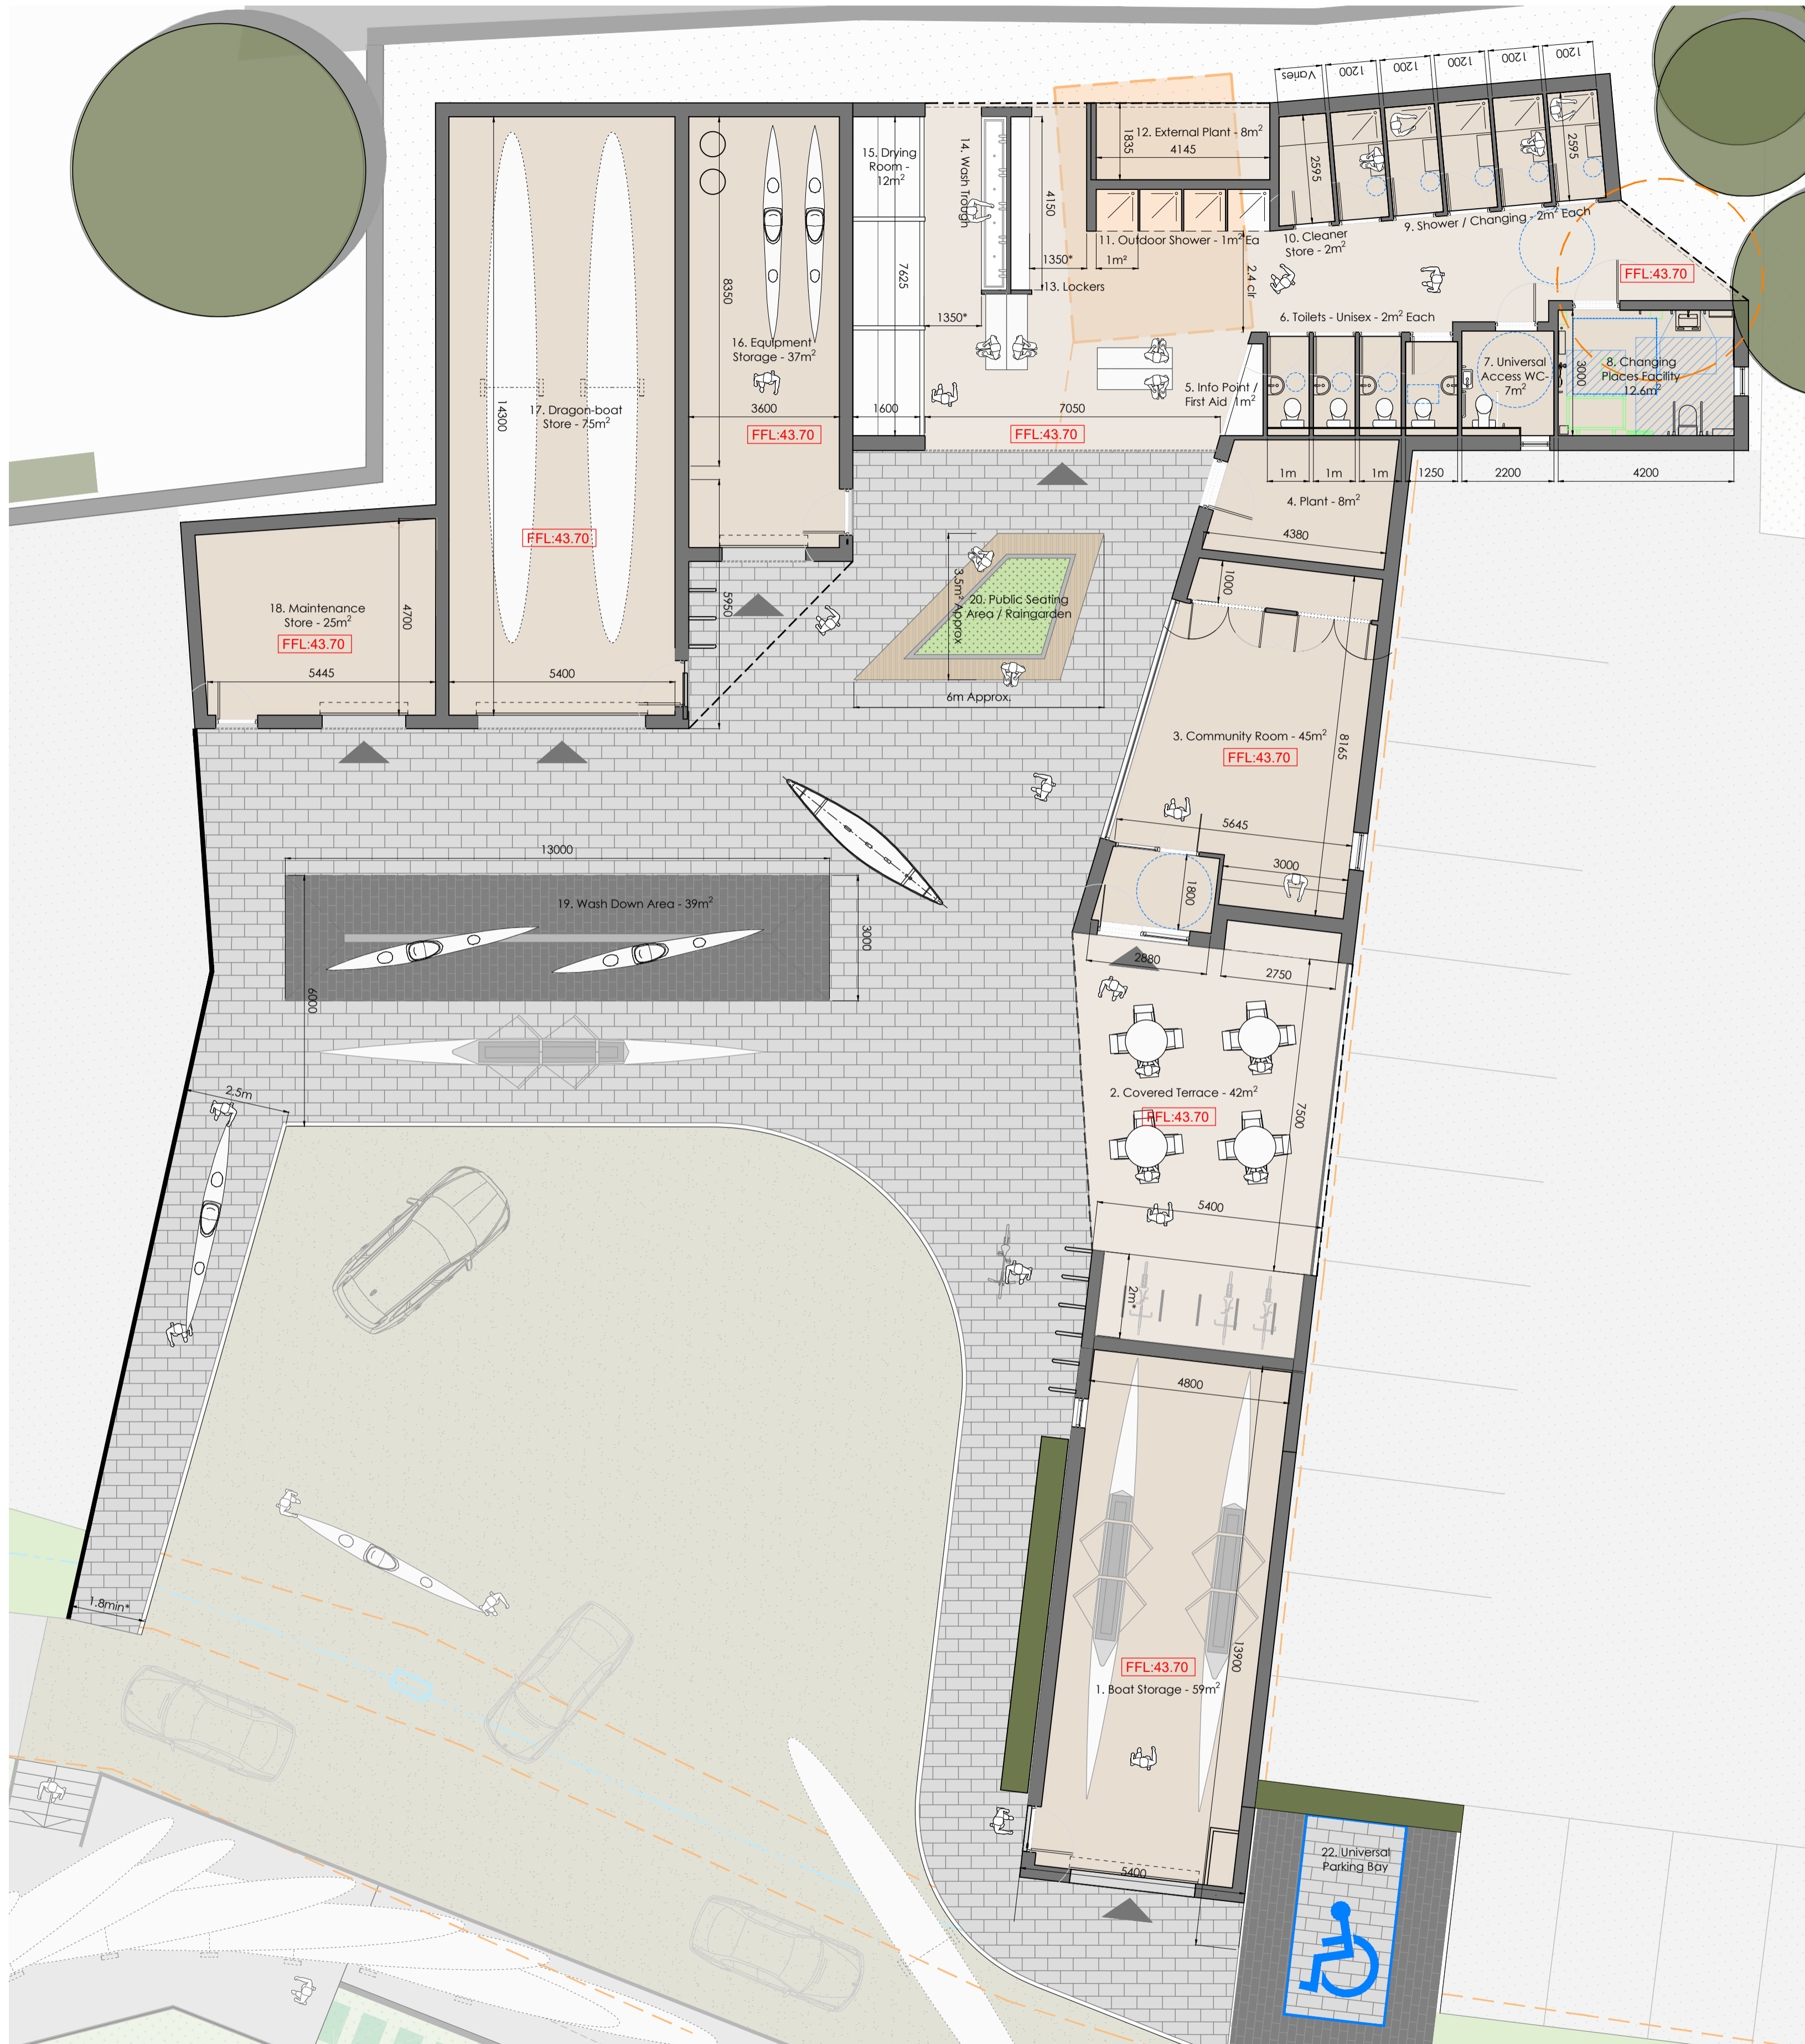 Varies
1200
1200
1200
1200
1200
12. External Plant - 8m²
1835
4145
14. Wash Trough
15. Drying
Room -
12m²
4150
7625
2595
2595
9. Shower / Changing - 2m² Each
10. Cleaner
Store - 2m²
11. Outdoor Shower - 1m² Ea
1m²
1350*
13. Lockers
2.4 clr
FFL:43.70
1350*
6. Toilets - Unisex - 2m² Each
8350
16. Equipment
Storage - 37m²
7. Universal
Access WC-
7m²
8. Changing
Places Facility
12.6m²
3000
5. Info Point /
First Aid 1m²
14300
17. Dragon-boat
Store - 75m²
3600
FFL:43.70
1600
7050
FFL:43.70
1m
1m
1m
1250
2200
4200
4. Plant - 8m²
4380
FFL:43.70
1000
3.5m² Approx
20. Public Seating
Area / Raingarden
6m Approx.
5950
18. Maintenance
Store - 25m²
FFL:43.70
4700
5445
5400
3. Community Room - 45m²
FFL:43.70
8165
5645
3000
1800
13000
19. Wash Down Area - 39m²
3000
6000
2880
2750
2.5m
2. Covered Terrace - 42m²
FFL:43.70
7500
5400
2m*
4800
1.8min*
13900
FFL:43.70
1. Boat Storage - 59m²
5400
22. Universal
Parking Bay